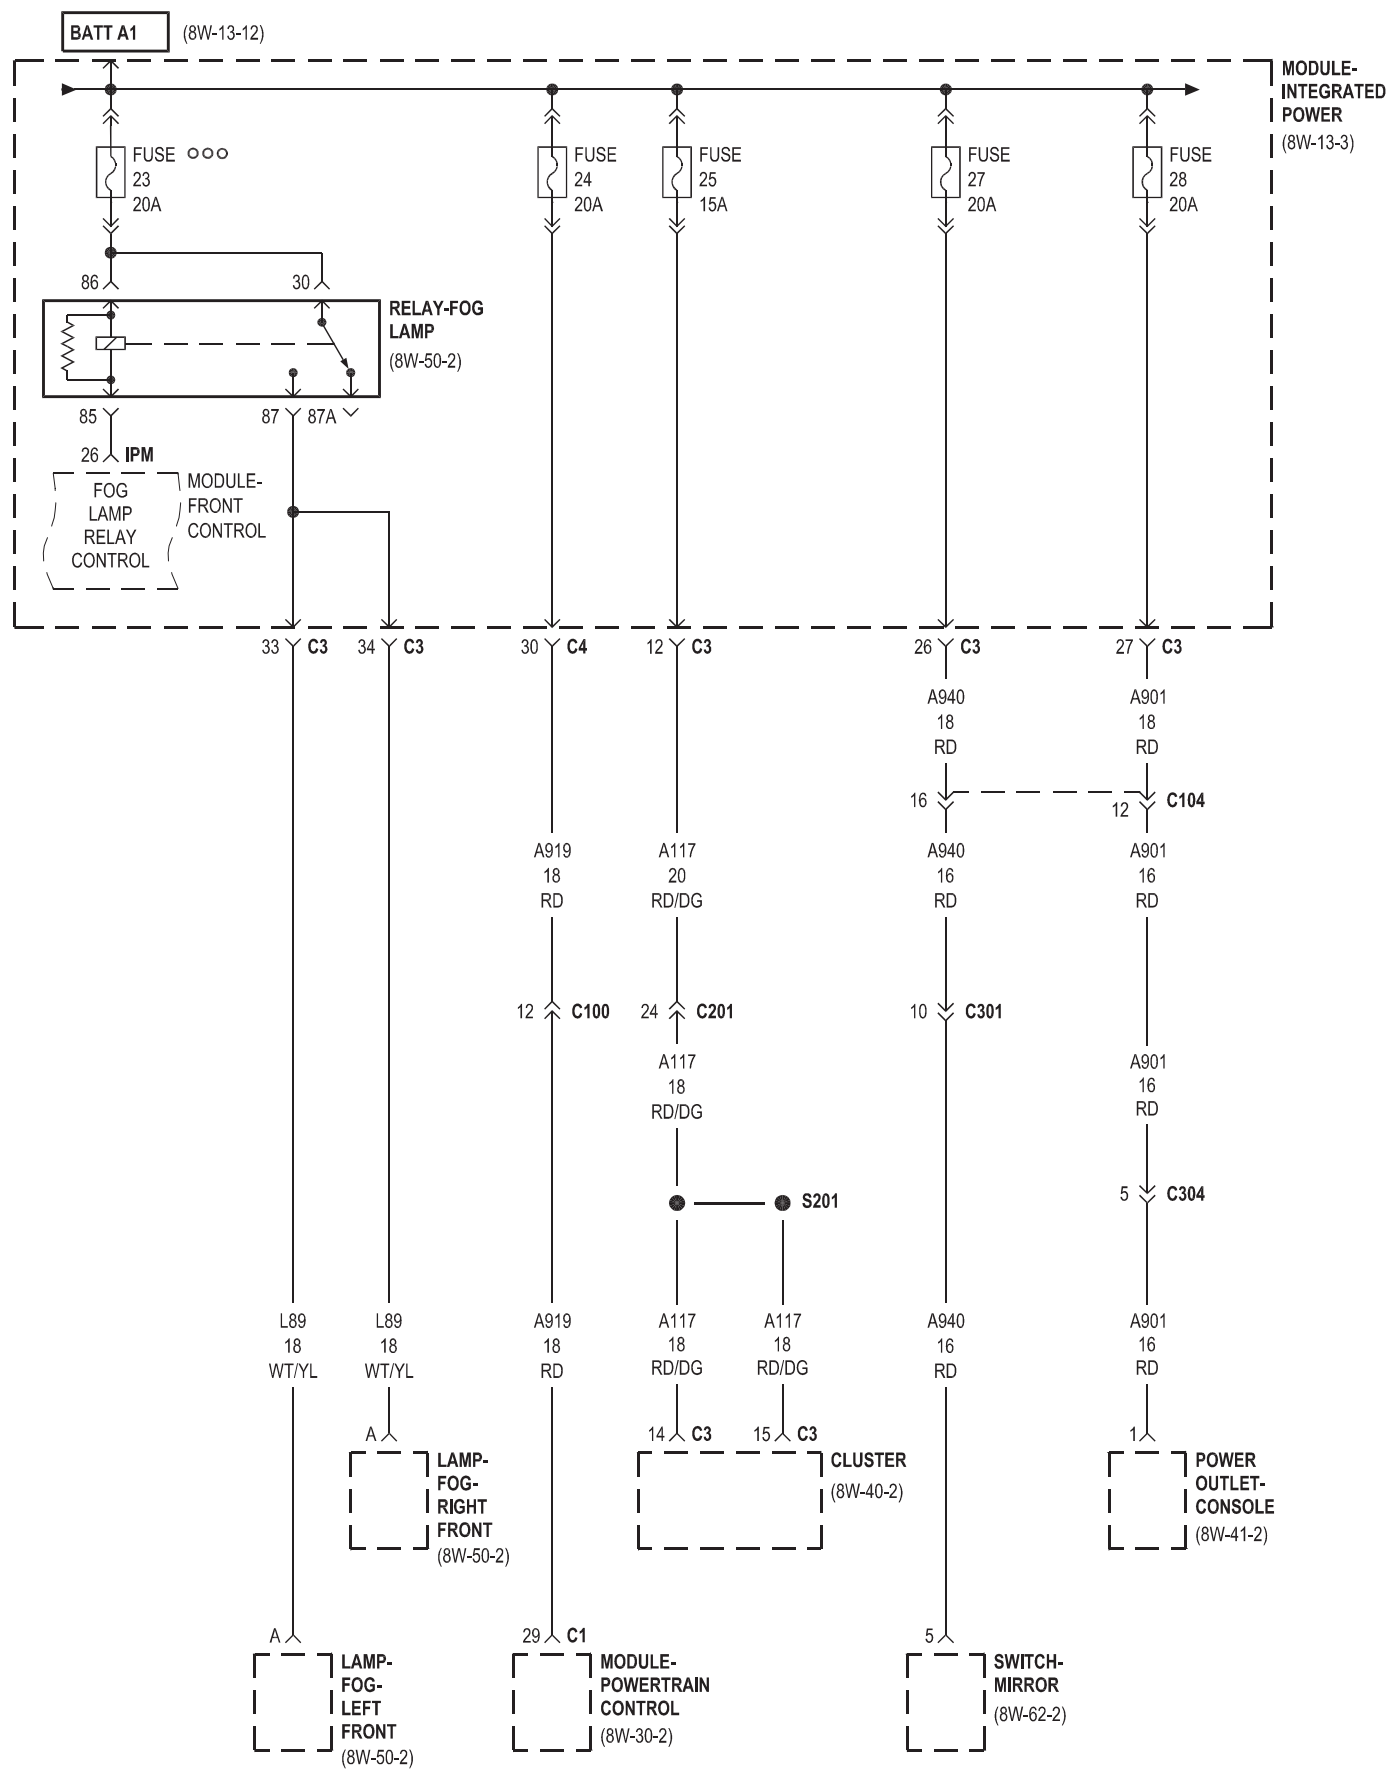 BATT A1 (8W-13-12)
MODULE-
INTEGRATED
POWER
(8W-13-3)
FUSE
23
20A
FUSE
24
20A
FUSE
25
15A
FUSE
27
20A
FUSE
28
20A
86
30
RELAY-FOG
LAMP
(8W-50-2)
85
87
87A
26 IPM
FOG
LAMP
RELAY
CONTROL
MODULE-
FRONT
CONTROL
33 C3
34 C3
30 C4
12 C3
26 C3
27 C3
A940
18
RD
A901
18
RD
16
12 C104
A919
18
RD
A117
20
RD/DG
A940
16
RD
A901
16
RD
12 C100
24 C201
10 C301
A117
18
RD/DG
A901
16
RD
S201
5 C304
L89
18
WT/YL
L89
18
WT/YL
A919
18
RD
A117
18
RD/DG
A117
18
RD/DG
A940
16
RD
A901
16
RD
A
14 C3
15 C3
1
LAMP-
FOG-
RIGHT
FRONT
(8W-50-2)
CLUSTER
(8W-40-2)
POWER
OUTLET-
CONSOLE
(8W-41-2)
A
29 C1
5
LAMP-
FOG-
LEFT
FRONT
(8W-50-2)
MODULE-
POWERTRAIN
CONTROL
(8W-30-2)
SWITCH-
MIRROR
(8W-62-2)